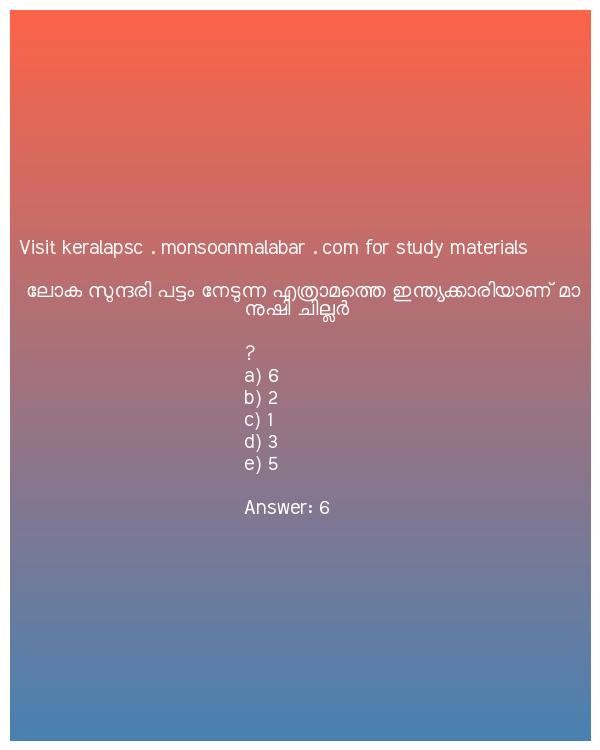 Visit keralapsc . monsoonmalabar . com for study materials
ലോക സുന്ദരി പട്ടം നേടുന്ന എത്രാമത്തെ ഇന്ത്യക്കാരിയാണ് മാ
നുഷി ചില്ലർ
?
a) 6
b) 2
c) 1
d) 3
e) 5
Answer: 6